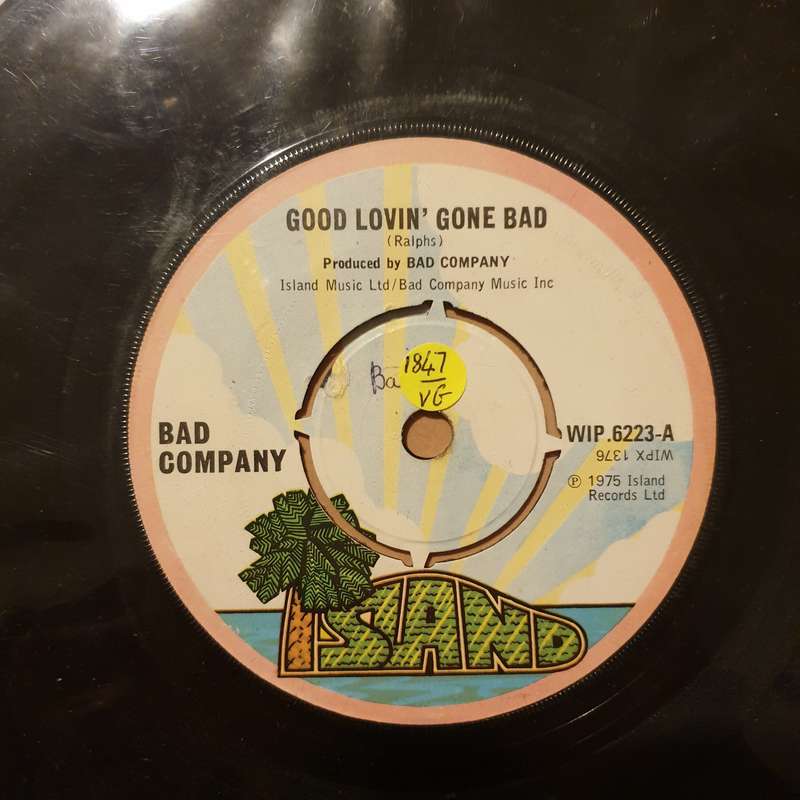 GOOD LOVIN' GONE BAD
(Ralphs)
Produced by BAD COMPANY
Island Music Ltd/Bad Company Music Inc
Ba
1847
VG
BAD
COMPANY
WIP.6223-A
WIPX 1376
℗ 1975 Island
Records Ltd
ISLAND